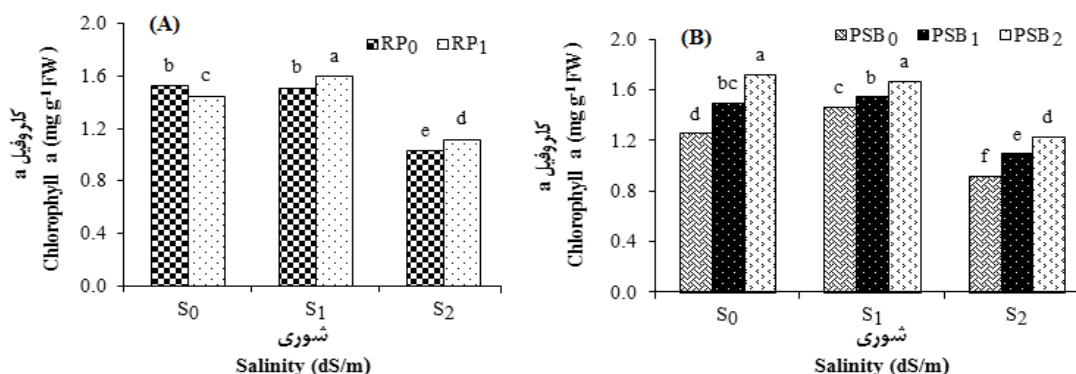 (A)
RP0 RP1
2.0
1.6
1.2
0.8
0.4
0.0
کلروفیل a
Chlorophyll a (mg g-1 FW)
b c b a e d
S0 S1 S2
شوری
Salinity (dS/m)
(B)
PSB0 PSB1 PSB2
2.0
1.6
1.2
0.8
0.4
0.0
کلروفیل a
Chlorophyll a (mg g-1 FW)
d bc a c b a f e d
S0 S1 S2
شوری
Salinity (dS/m)